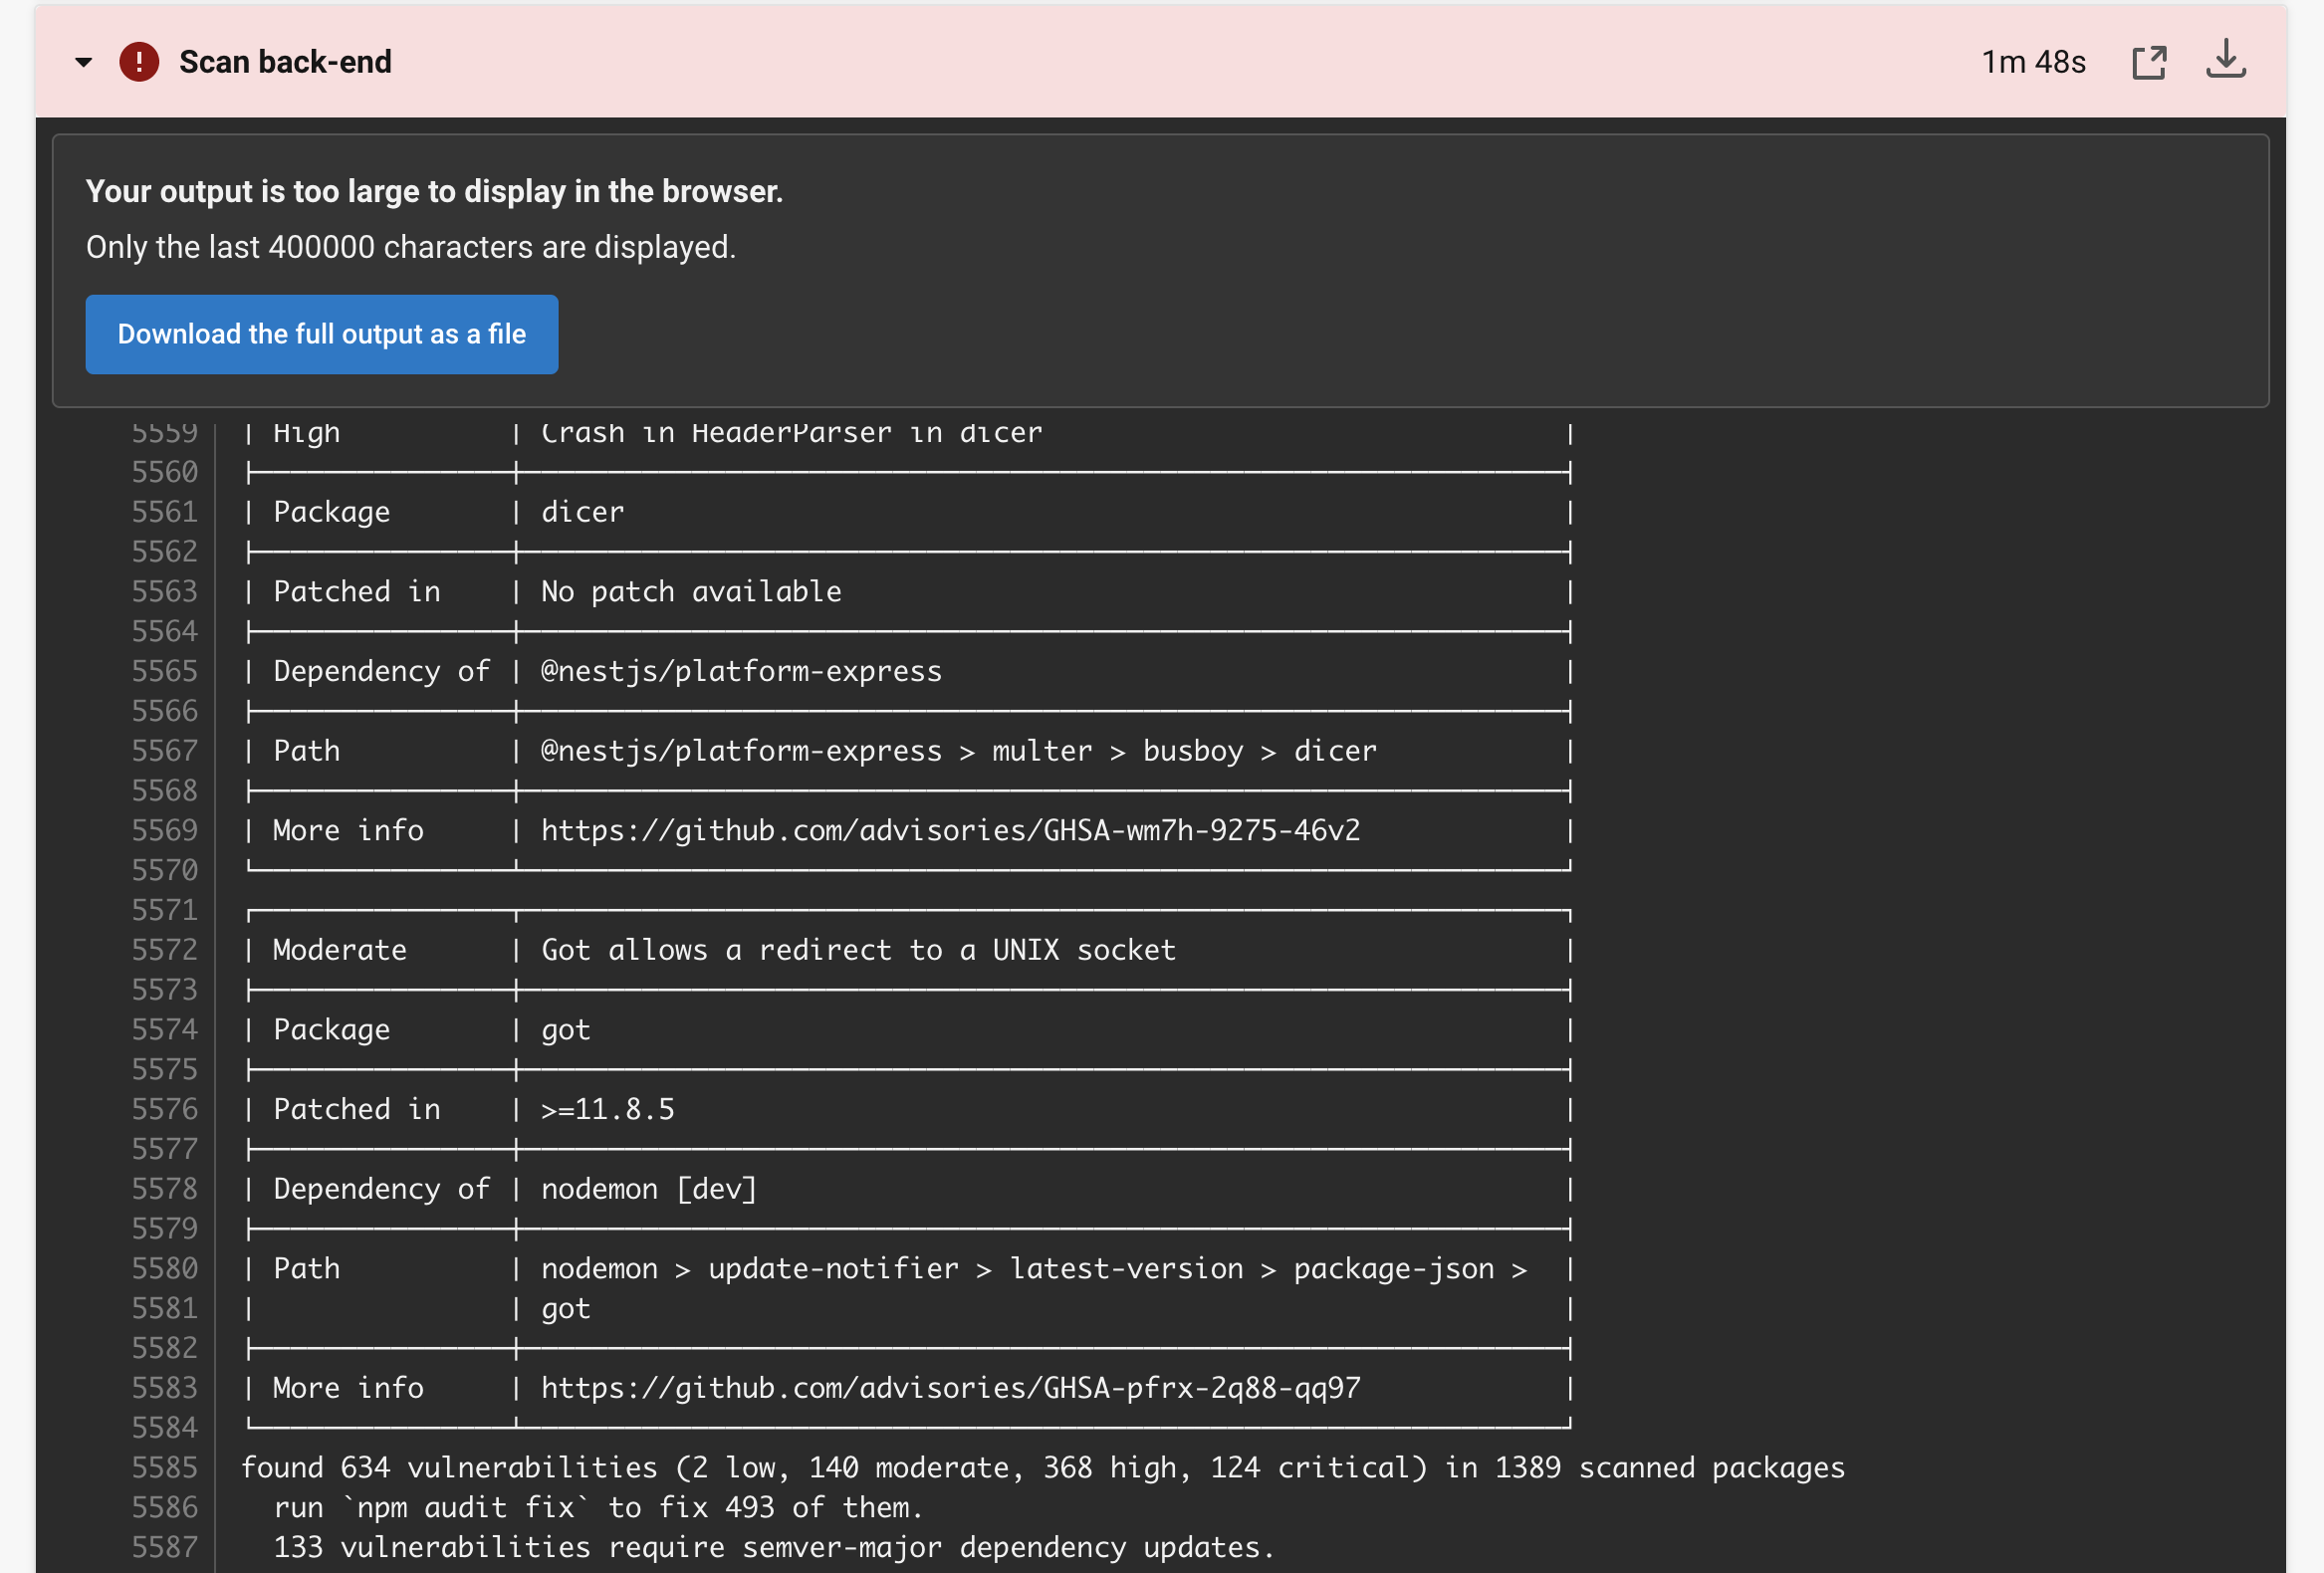 Scan back-end 1m 48s
Your output is too large to display in the browser.
Only the last 400000 characters are displayed.
Download the full output as a file
5559 | High | Crash in HeaderParser in dicer |
5560
5561 | Package | dicer |
5562
5563 | Patched in | No patch available |
5564
5565 | Dependency of | @nestjs/platform-express |
5566
5567 | Path | @nestjs/platform-express > multer > busboy > dicer |
5568
5569 | More info | https://github.com/advisories/GHSA-wm7h-9275-46v2 |
5570
5571
5572 | Moderate | Got allows a redirect to a UNIX socket |
5573
5574 | Package | got |
5575
5576 | Patched in | >=11.8.5 |
5577
5578 | Dependency of | nodemon [dev] |
5579
5580 | Path | nodemon > update-notifier > latest-version > package-json > |
5581 | | got |
5582
5583 | More info | https://github.com/advisories/GHSA-pfrx-2q88-qq97 |
5584
5585 found 634 vulnerabilities (2 low, 140 moderate, 368 high, 124 critical) in 1389 scanned packages
5586 run `npm audit fix` to fix 493 of them.
5587 133 vulnerabilities require semver-major dependency updates.